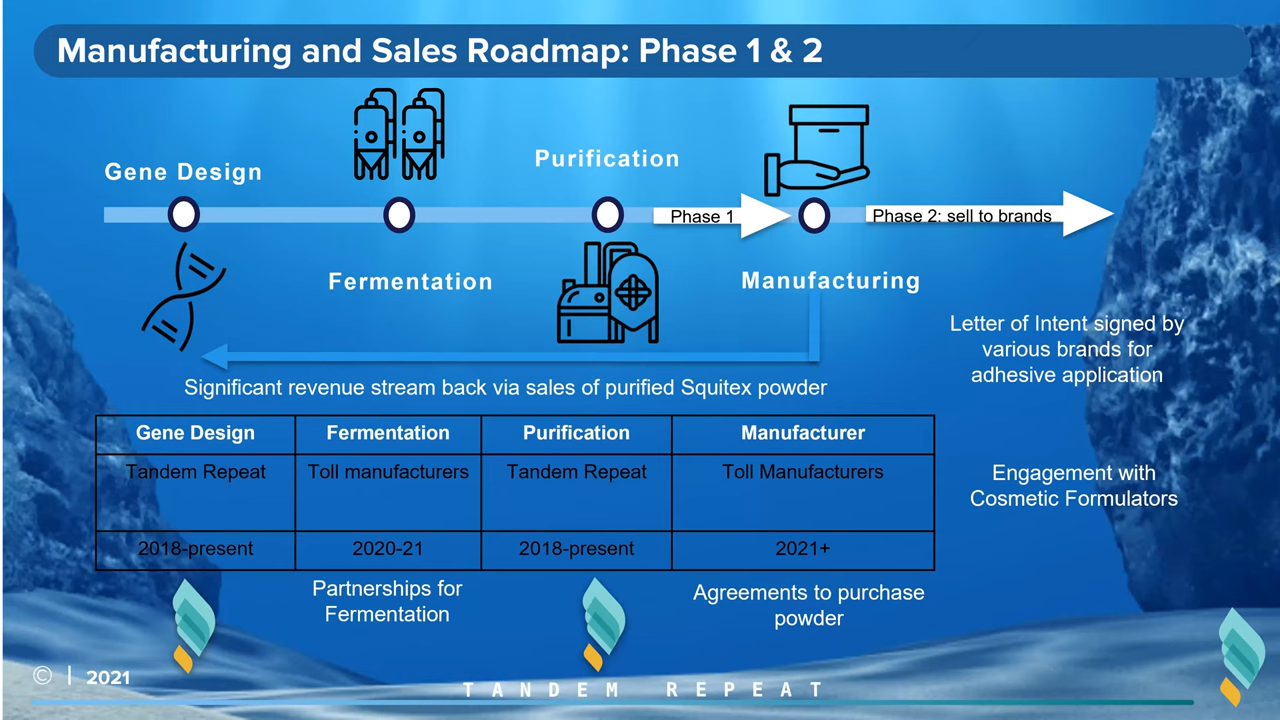 Manufacturing and Sales Roadmap: Phase 1 & 2
Gene Design
Purification
Phase 1
Phase 2: sell to brands
Fermentation
Manufacturing
Letter of Intent signed by
various brands for
adhesive application
Significant revenue stream back via sales of purified Squitex powder
Gene Design Fermentation Purification Manufacturer
Tandem Repeat Toll manufacturers Tandem Repeat Toll Manufacturers
2018-present 2020-21 2018-present 2021+
Engagement with
Cosmetic Formulators
Partnerships for
Fermentation
Agreements to purchase
powder
© | 2021
TANDEM REPEAT